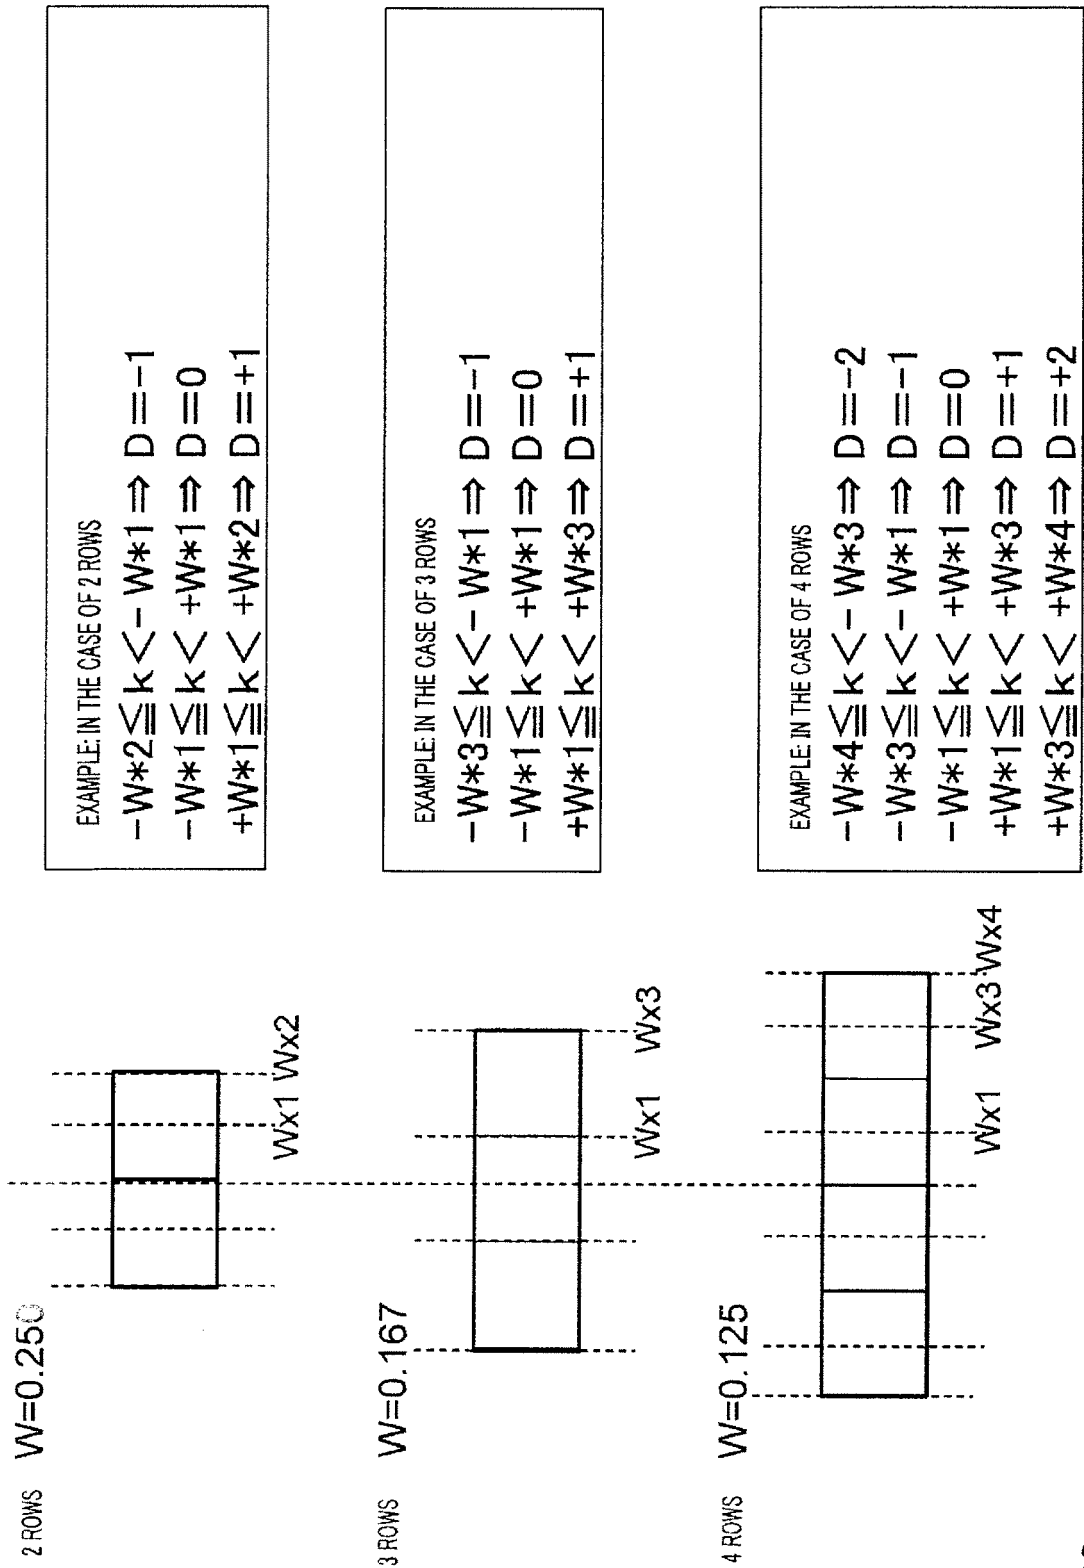 2 ROWS W=0.250
Wx1 Wx2
EXAMPLE: IN THE CASE OF 2 ROWS
-W*2≦k<-W*1⇒D=-1
-W*1≦k<+W*1⇒D=0
+W*1≦k<+W*2⇒D=+1
3 ROWS W=0.167
Wx1 Wx3
EXAMPLE: IN THE CASE OF 3 ROWS
-W*3≦k<-W*1⇒D=-1
-W*1≦k<+W*1⇒D=0
+W*1≦k<+W*3⇒D=+1
4 ROWS W=0.125
Wx1 Wx3 Wx4
EXAMPLE: IN THE CASE OF 4 ROWS
-W*4≦k<-W*3⇒D=-2
-W*3≦k<-W*1⇒D=-1
-W*1≦k<+W*1⇒D=0
+W*1≦k<+W*3⇒D=+1
+W*3≦k<+W*4⇒D=+2